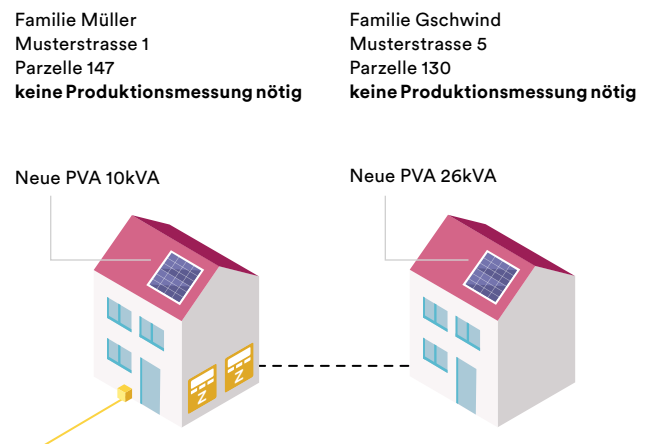 Familie Müller
Musterstrasse 1
Parzelle 147
keine Produktionsmessung nötig
Familie Gschwind
Musterstrasse 5
Parzelle 130
keine Produktionsmessung nötig
Neue PVA 10kVA
Neue PVA 26kVA
Z
Z